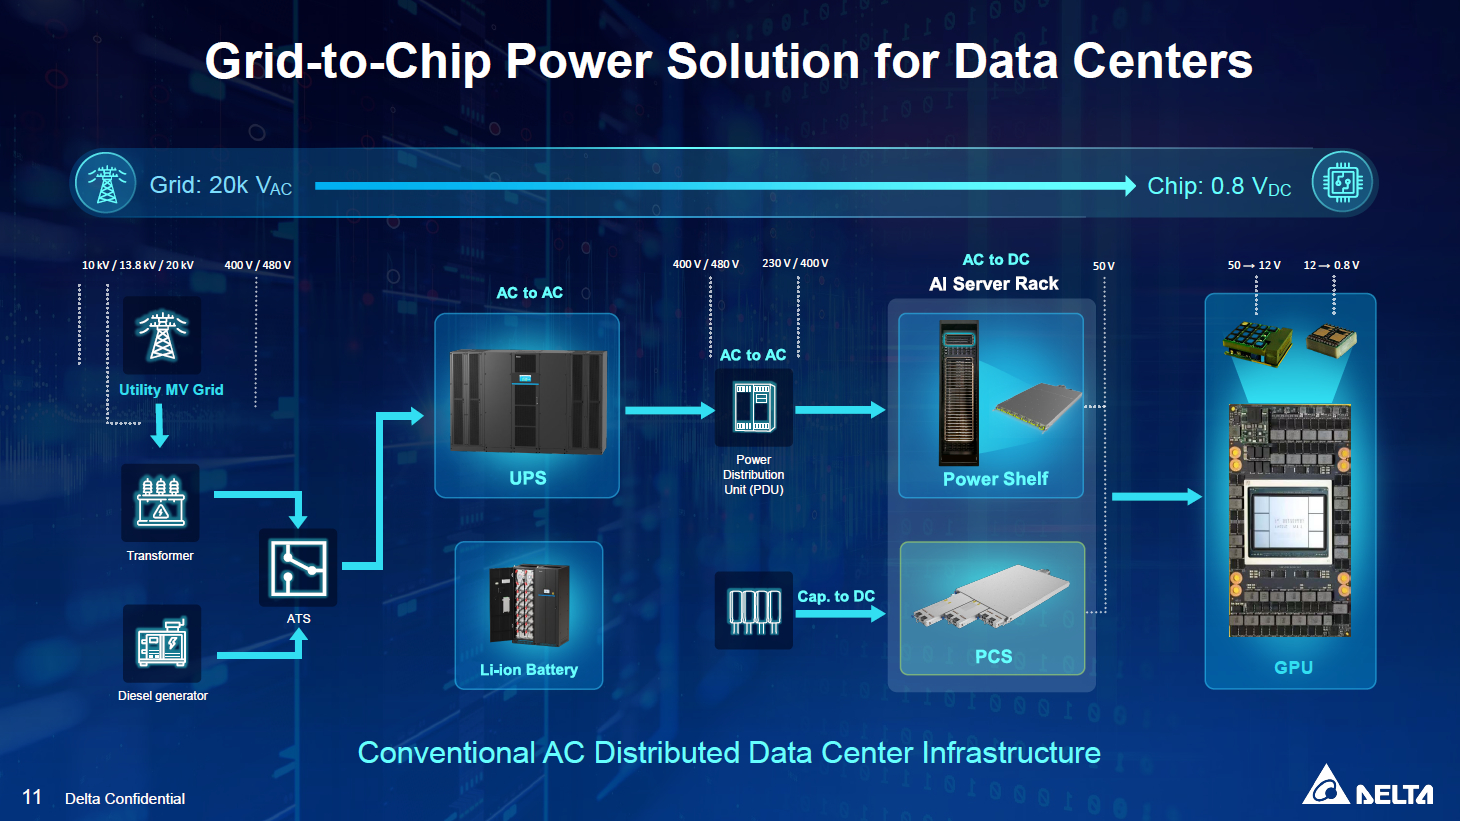 Grid-to-Chip Power Solution for Data Centers
Grid: 20k VAC
Chip: 0.8 VDC
10 kV / 13.8 kV / 20 kV
400 V / 480 V
Utility MV Grid
Transformer
Diesel generator
ATS
AC to AC
UPS
Li-ion Battery
400 V / 480 V
230 V / 400 V
AC to AC
Power
Distribution
Unit (PDU)
Cap. to DC
AC to DC
AI Server Rack
Power Shelf
PCS
50 V
50 → 12 V
12 → 0.8 V
GPU
Conventional AC Distributed Data Center Infrastructure
11
Delta Confidential
DELTA